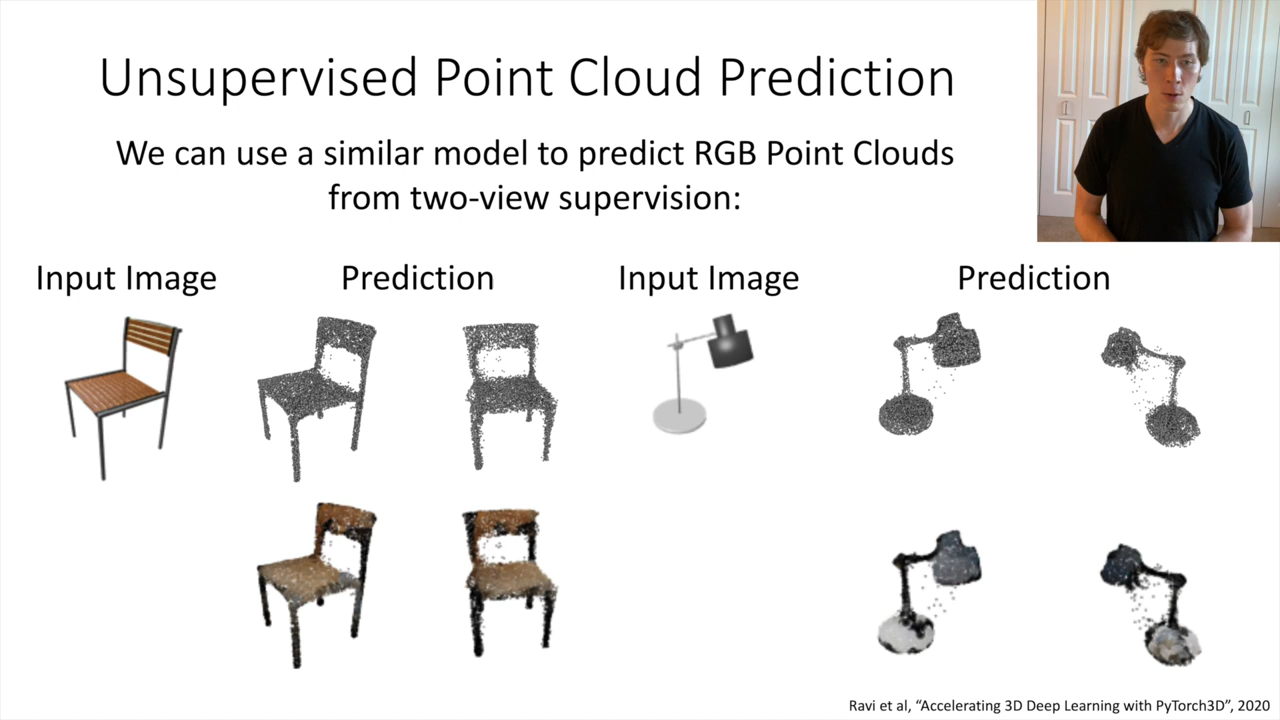 Unsupervised Point Cloud Prediction
We can use a similar model to predict RGB Point Clouds
from two-view supervision:
Input Image
Prediction
Input Image
Prediction
Ravi et al, “Accelerating 3D Deep Learning with PyTorch3D”, 2020